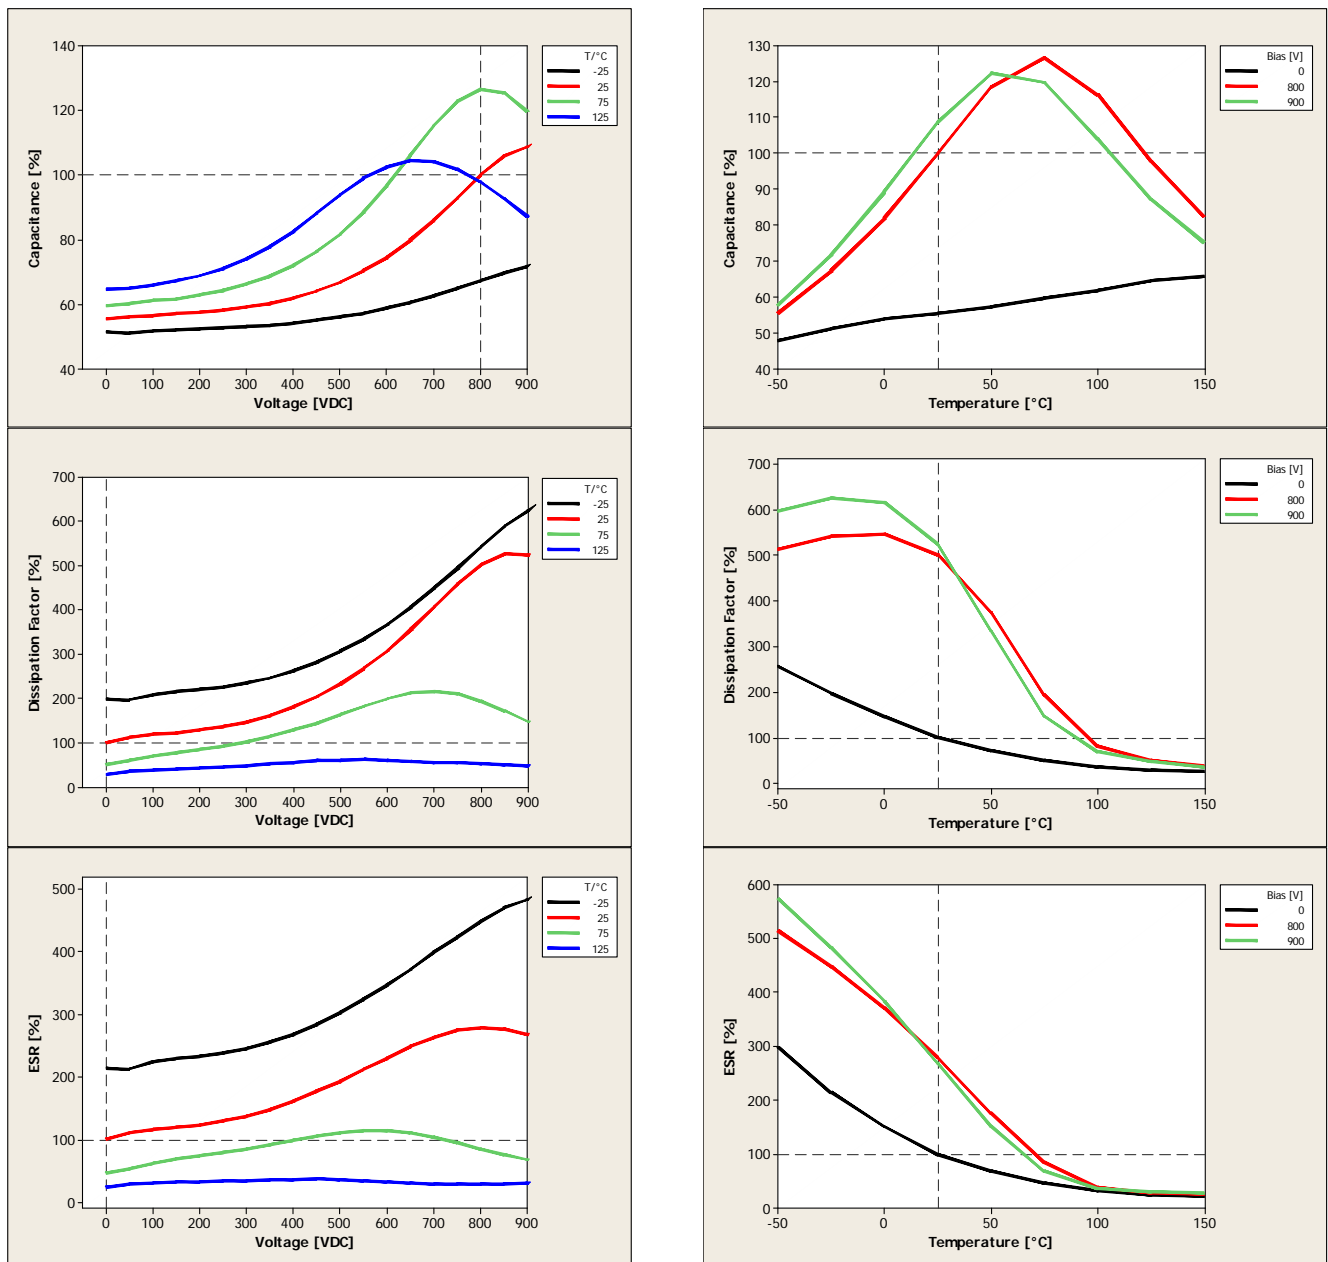 140
120
100
80
60
40
0 100 200 300 400 500 600 700 800 900
Voltage [VDC]
Capacitance [%]
T/°C
-25
25
75
125
130
120
110
100
90
80
70
60
50
40
-50 0 50 100 150
Temperature [°C]
Capacitance [%]
Bias [V]
0
800
900
700
600
500
400
300
200
100
0
0 100 200 300 400 500 600 700 800 900
Voltage [VDC]
Dissipation Factor [%]
T/°C
-25
25
75
125
700
600
500
400
300
200
100
0
-50 0 50 100 150
Temperature [°C]
Dissipation Factor [%]
Bias [V]
0
800
900
500
400
300
200
100
0
0 100 200 300 400 500 600 700 800 900
Voltage [VDC]
ESR [%]
T/°C
-25
25
75
125
600
500
400
300
200
100
0
-50 0 50 100 150
Temperature [°C]
ESR [%]
Bias [V]
0
800
900